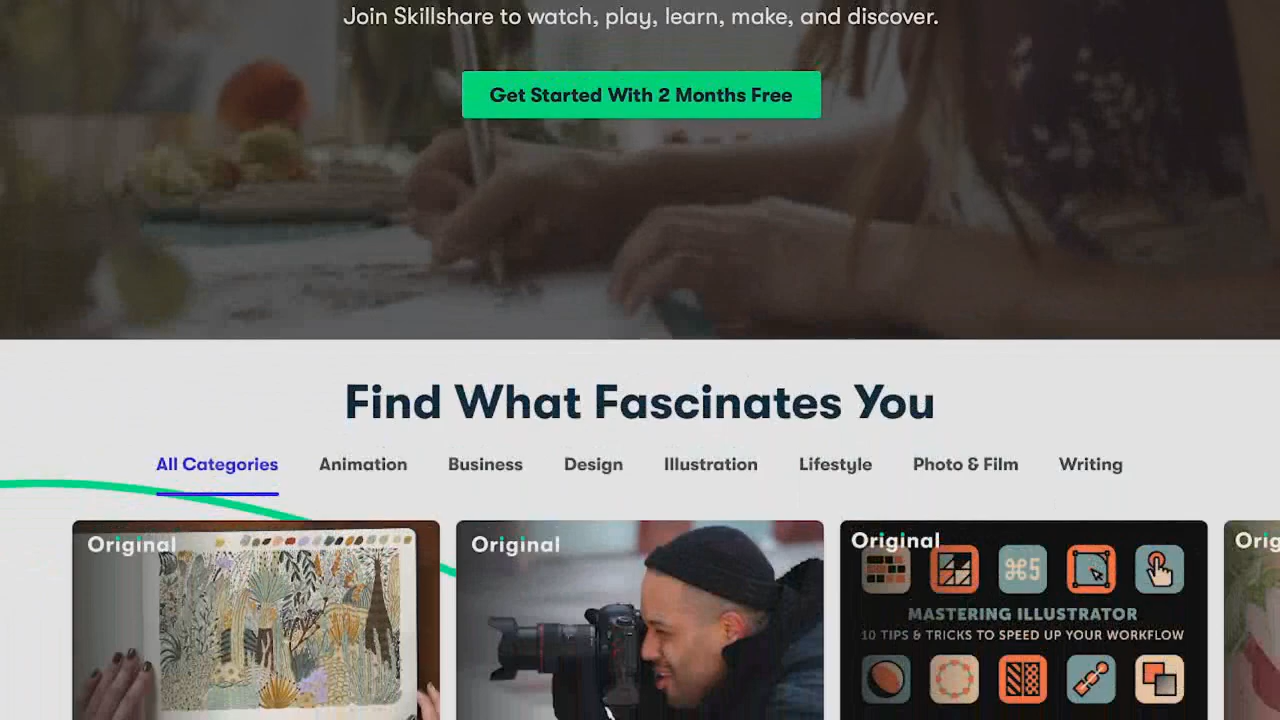 Join Skillshare to watch, play, learn, make, and discover.
Get Started With 2 Months Free
Find What Fascinates You
All Categories Animation Business Design Illustration Lifestyle Photo & Film Writing
Original Original Original Orig
⌘5
MASTERING ILLUSTRATOR
10 TIPS & TRICKS TO SPEED UP YOUR WORKFLOW